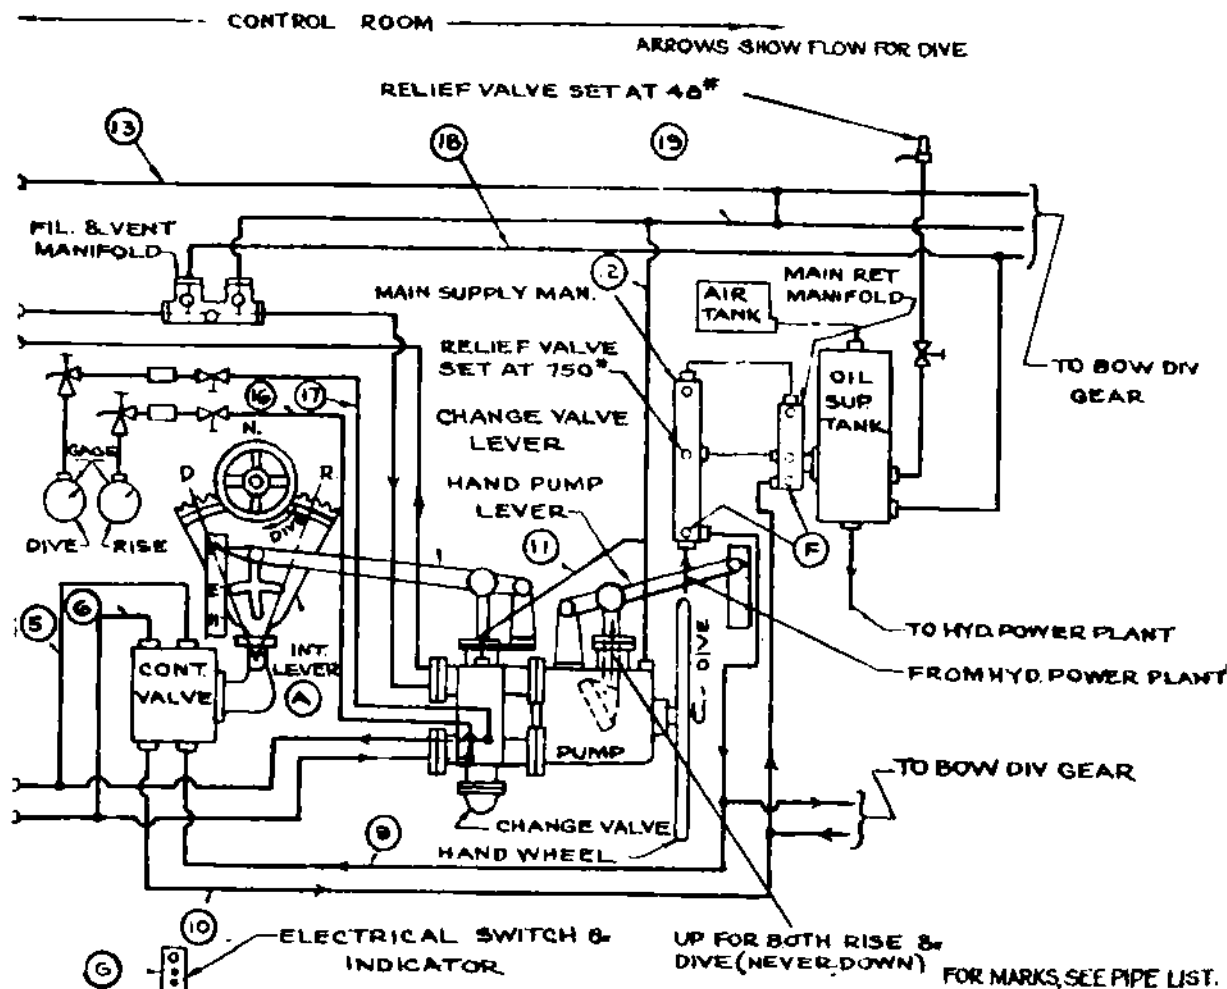 CONTROL ROOM
ARROWS SHOW FLOW FOR DIVE
RELIEF VALVE SET AT 48#
13
18
19
FIL. & VENT
MANIFOLD
12
MAIN SUPPLY MAN.
MAIN RET
MANIFOLD
AIR
TANK
RELIEF VALVE
SET AT 750#
OIL
SUP.
TANK
TO BOW DIV
GEAR
16
17
CHANGE VALVE
LEVER
N.
GAGE
D
R.
HAND PUMP
LEVER
DIVE
DIVE
RISE
11
F
5
6
DIVE
TO HYD. POWER PLANT
CONT.
VALVE
INT.
LEVER
A
FROM HYD. POWER PLANT
PUMP
TO BOW DIV GEAR
CHANGE VALVE
9
HAND WHEEL
10
ELECTRICAL SWITCH &
INDICATOR
G
UP FOR BOTH RISE &
DIVE (NEVER DOWN)
FOR MARKS, SEE PIPE LIST.